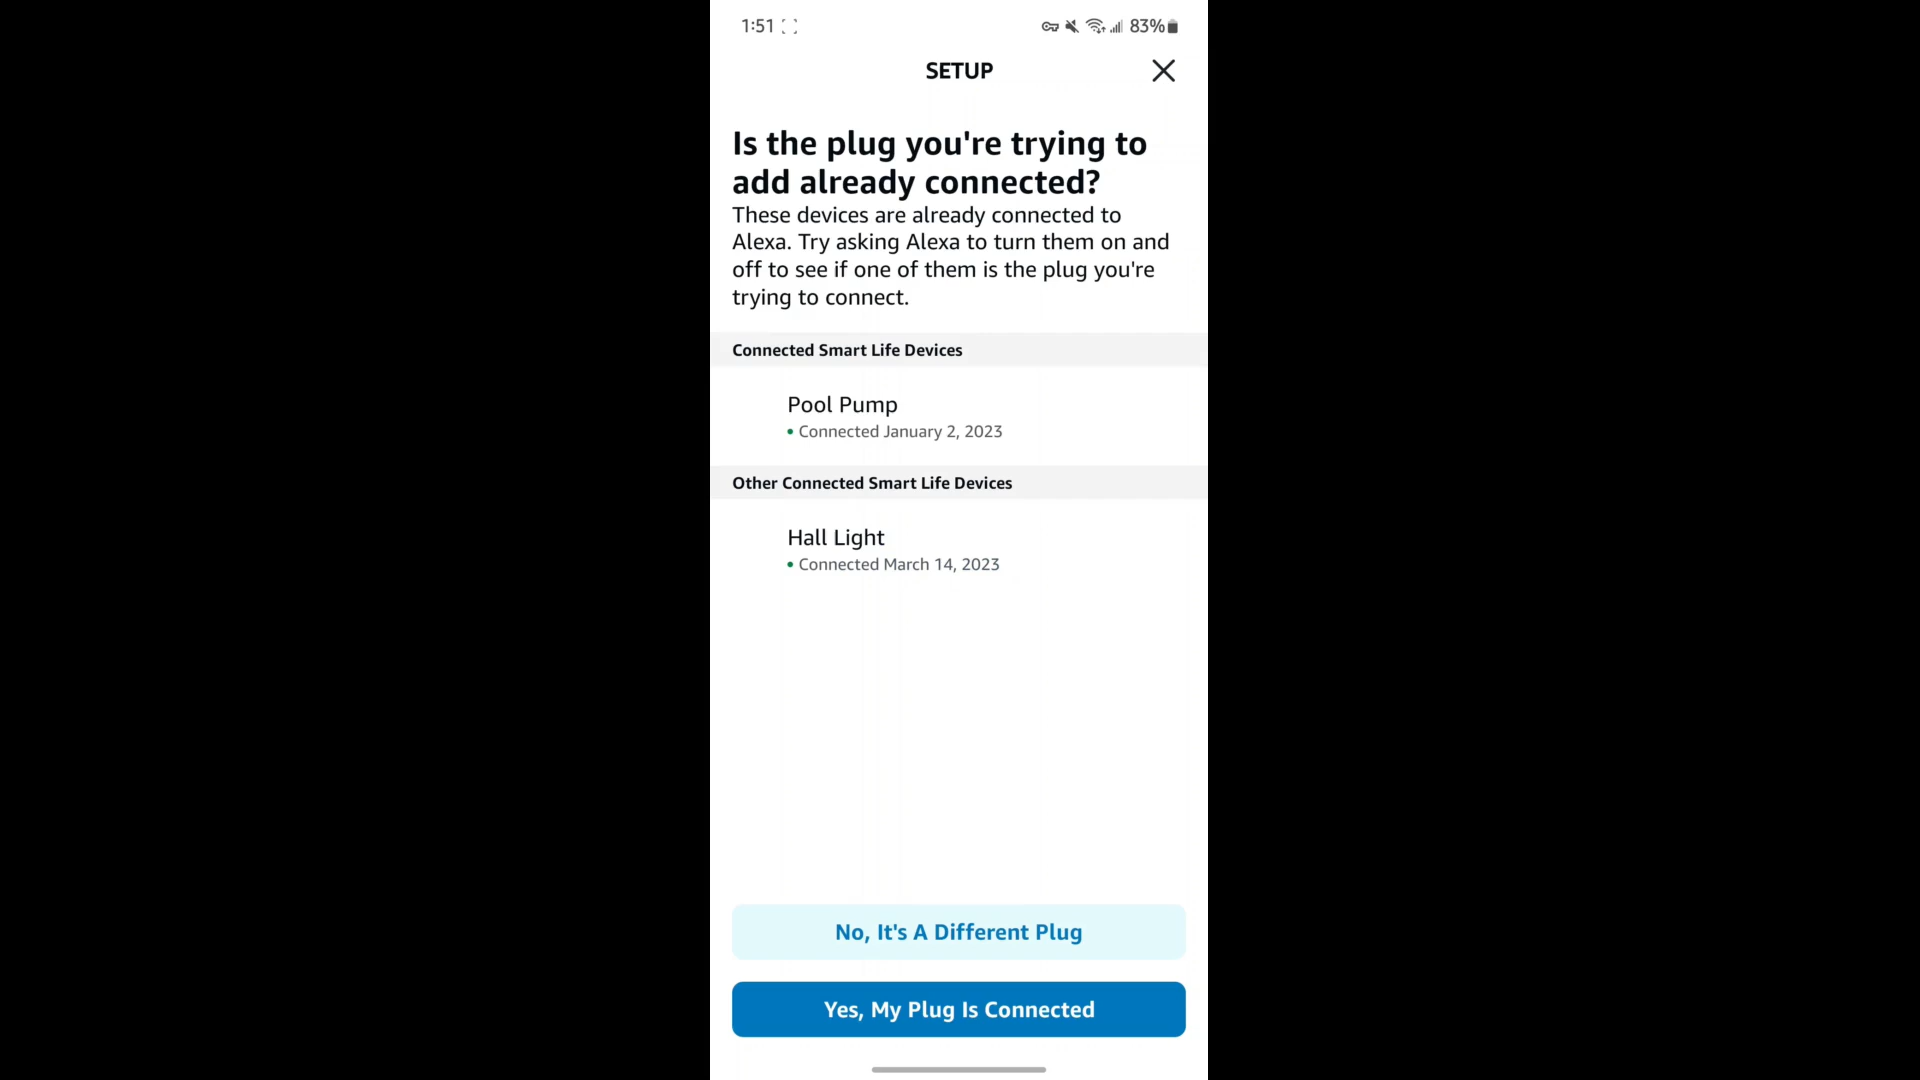 1:51
83%
SETUP
Is the plug you're trying to
add already connected?
These devices are already connected to
Alexa. Try asking Alexa to turn them on and
off to see if one of them is the plug you're
trying to connect.
Connected Smart Life Devices
Pool Pump
• Connected January 2, 2023
Other Connected Smart Life Devices
Hall Light
• Connected March 14, 2023
No, It's A Different Plug
Yes, My Plug Is Connected